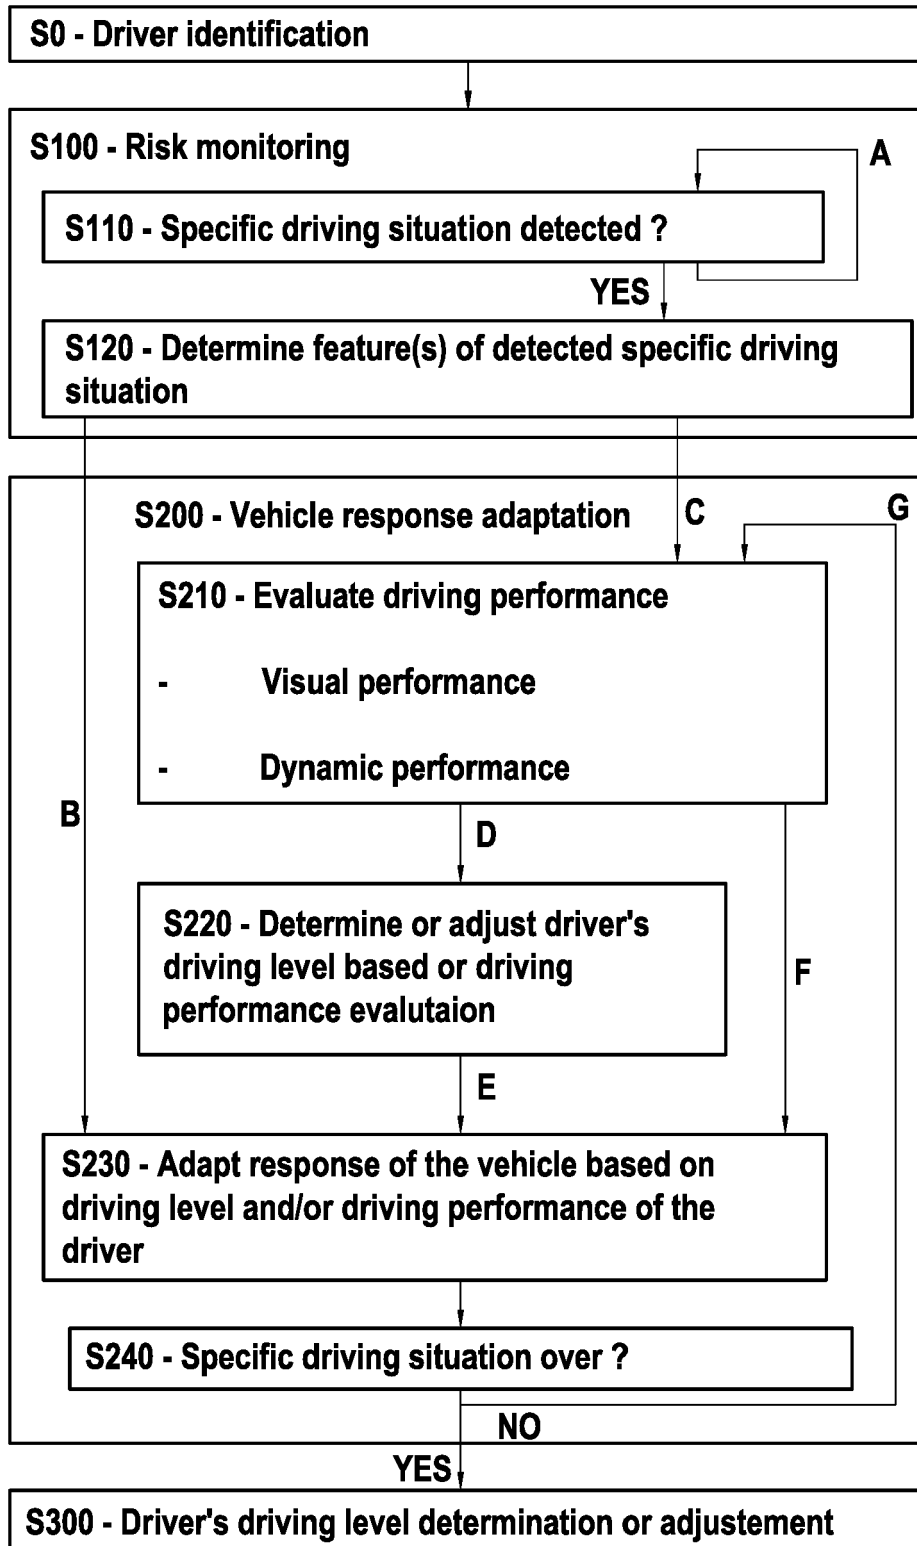 S0 - Driver identification
S100 - Risk monitoring
A
S110 - Specific driving situation detected ?
YES
S120 - Determine feature(s) of detected specific driving
situation
S200 - Vehicle response adaptation
C
G
S210 - Evaluate driving performance
- Visual performance
- Dynamic performance
B
D
S220 - Determine or adjust driver's
driving level based or driving
performance evalutaion
F
E
S230 - Adapt response of the vehicle based on
driving level and/or driving performance of the
driver
S240 - Specific driving situation over ?
NO
YES
S300 - Driver's driving level determination or adjustement